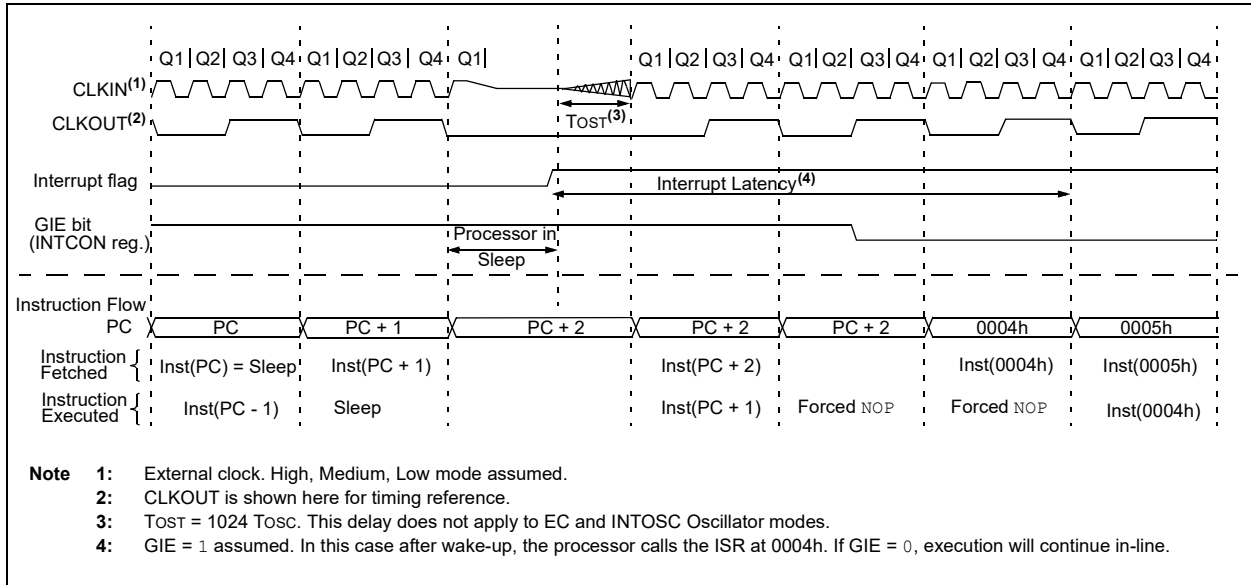 Q1 Q2 Q3 Q4 Q1 Q2 Q3 Q4 Q1 Q1 Q2 Q3 Q4 Q1 Q2 Q3 Q4 Q1 Q2 Q3 Q4 Q1 Q2 Q3 Q4
CLKIN(1)
CLKOUT(2) TOST(3)
Interrupt flag Interrupt Latency(4)
GIE bit
(INTCON reg.) Processor in
Sleep
Instruction Flow
PC PC PC + 1 PC + 2 PC + 2 PC + 2 0004h 0005h
Instruction
Fetched Inst(PC) = Sleep Inst(PC + 1) Inst(PC + 2) Inst(0004h) Inst(0005h)
Instruction
Executed Inst(PC - 1) Sleep Inst(PC + 1) Forced NOP Forced NOP Inst(0004h)
Note 1: External clock. High, Medium, Low mode assumed.
2: CLKOUT is shown here for timing reference.
3: TOST = 1024 TOSC. This delay does not apply to EC and INTOSC Oscillator modes.
4: GIE = 1 assumed. In this case after wake-up, the processor calls the ISR at 0004h. If GIE = 0, execution will continue in-line.